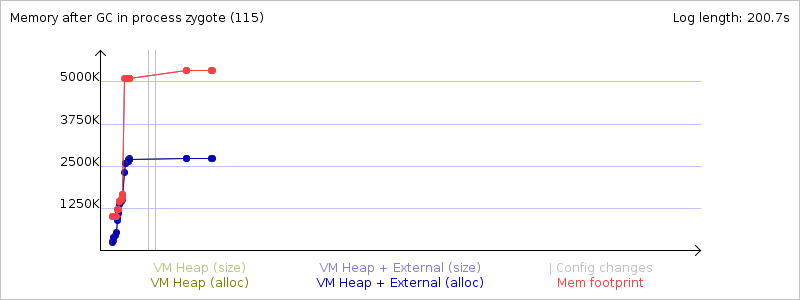 Memory after GC in process zygote (115)
Log length: 200.7s
5000K
3750K
2500K
1250K
VM Heap (size)
VM Heap + External (size)
| Config changes
VM Heap (alloc)
VM Heap + External (alloc)
Mem footprint